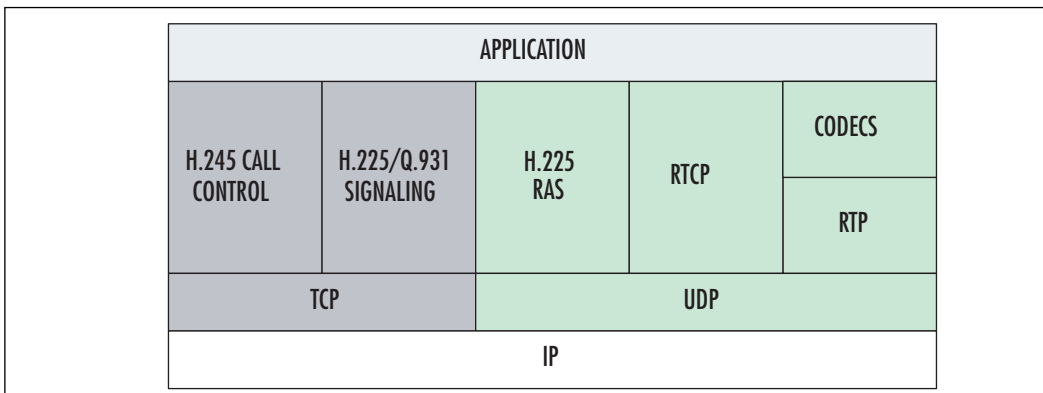 APPLICATION
H.245 CALL
CONTROL
H.225/Q.931
SIGNALING
H.225
RAS
RTCP
CODECS
RTP
TCP
UDP
IP